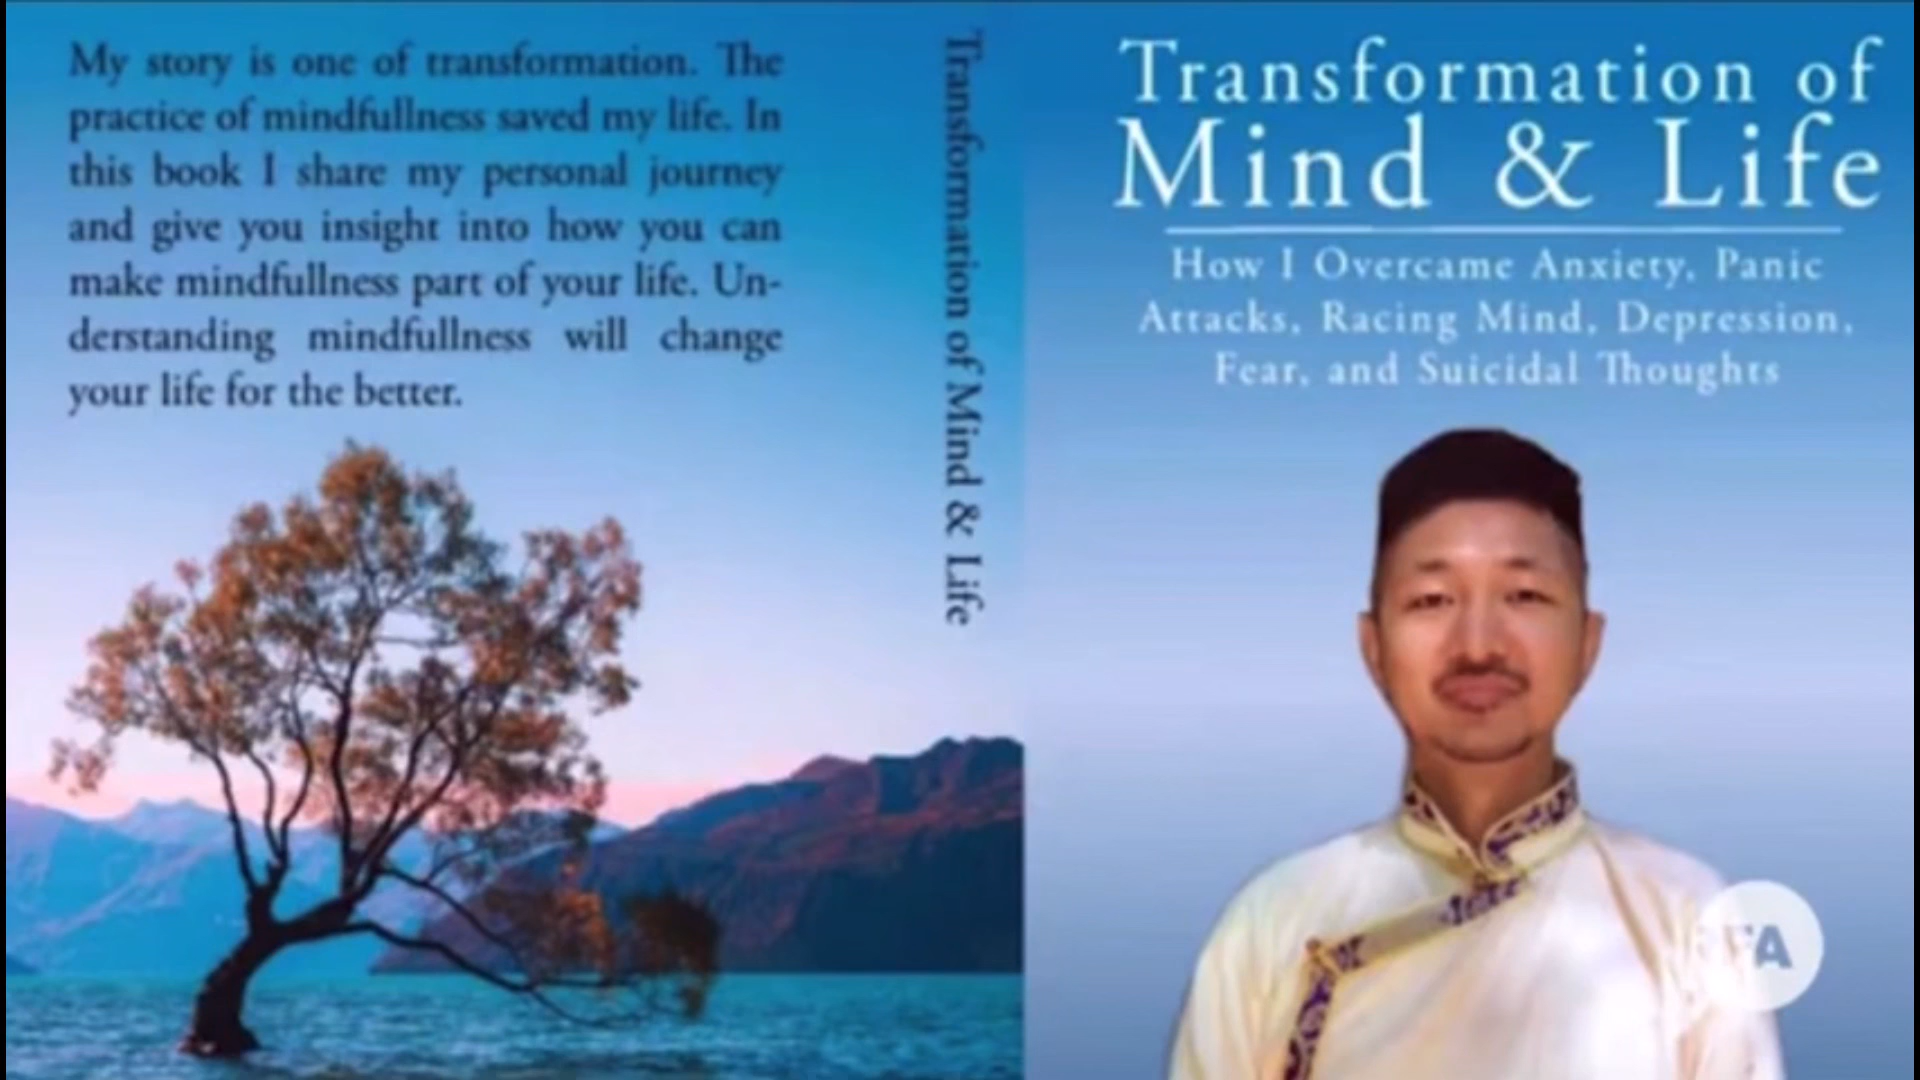 My story is one of transformation. The
practice of mindfullness saved my life. In
this book I share my personal journey
and give you insight into how you can
make mindfullness part of your life. Un-
derstanding mindfullness will change
your life for the better.
Transformation of Mind & Life
Transformation of
Mind & Life
How I Overcame Anxiety, Panic
Attacks, Racing Mind, Depression,
Fear, and Suicidal Thoughts